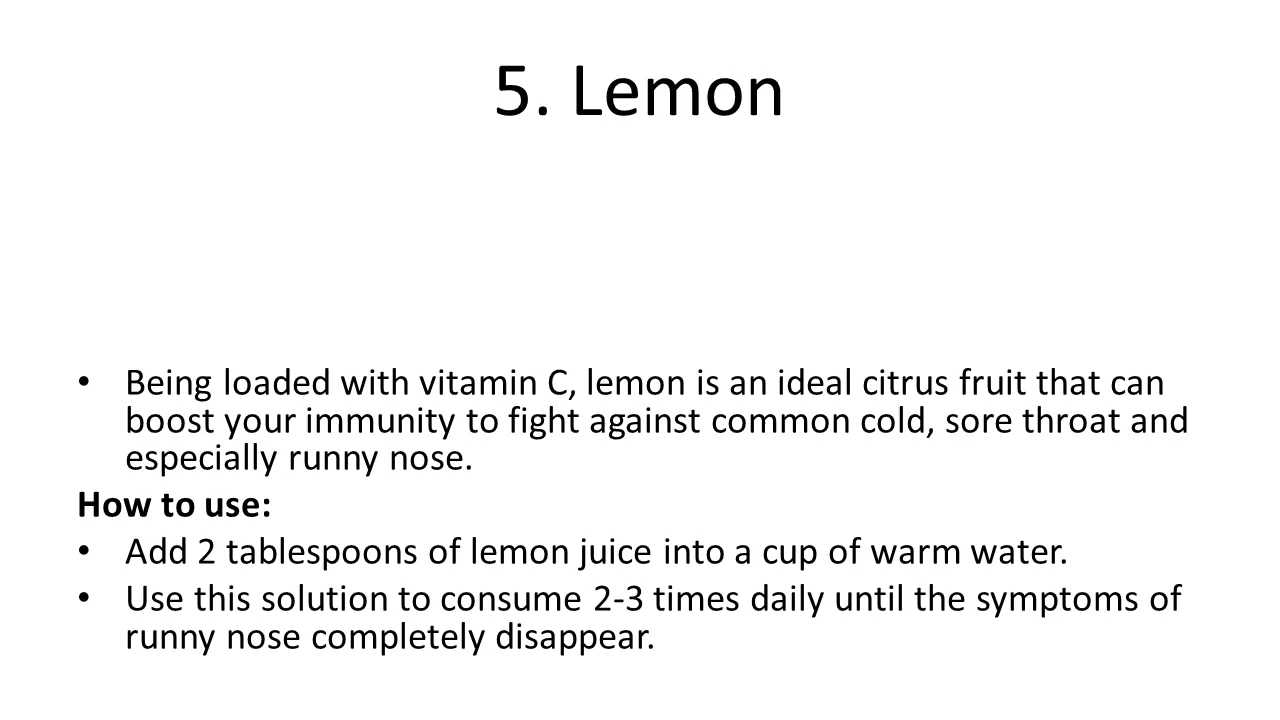 5. Lemon
• Being loaded with vitamin C, lemon is an ideal citrus fruit that can
boost your immunity to fight against common cold, sore throat and
especially runny nose.
How to use:
• Add 2 tablespoons of lemon juice into a cup of warm water.
• Use this solution to consume 2-3 times daily until the symptoms of
runny nose completely disappear.